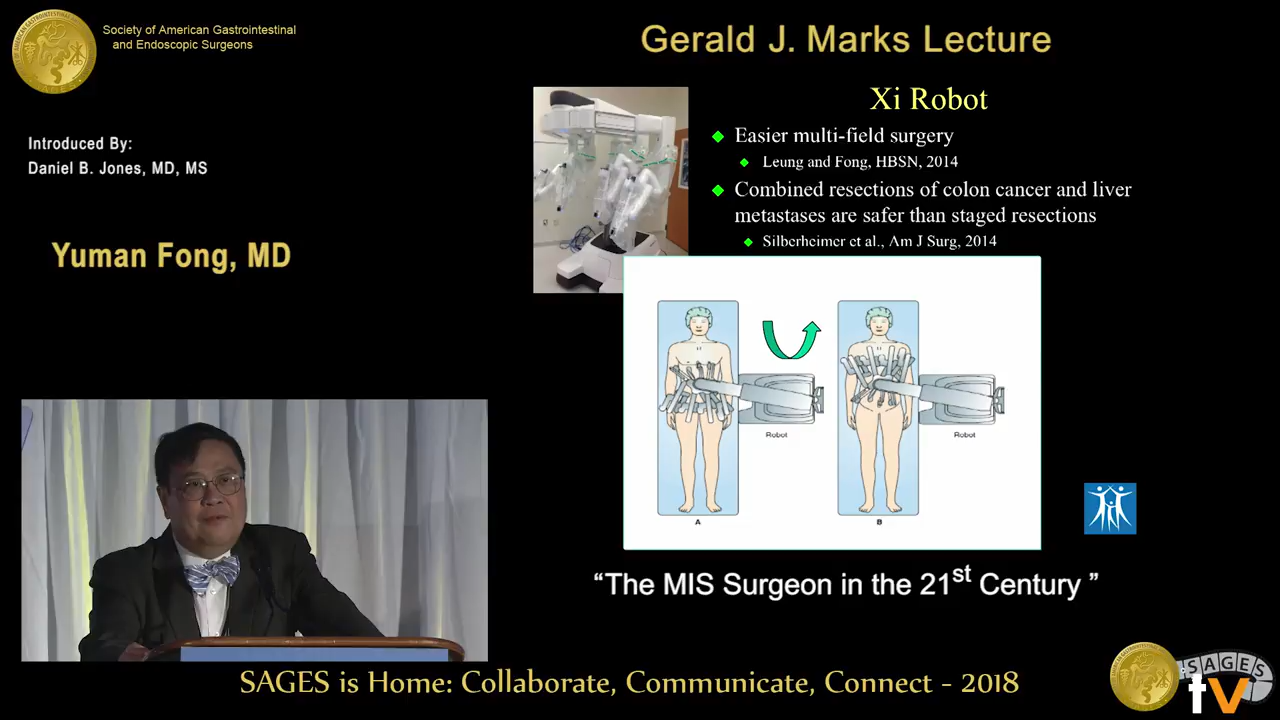 Society of American Gastrointestinal
and Endoscopic Surgeons
Gerald J. Marks Lecture
Introduced By:
Daniel B. Jones, MD, MS
Yuman Fong, MD
Xi Robot
Easier multi-field surgery
Leung and Fong, HBSN, 2014
Combined resections of colon cancer and liver
metastases are safer than staged resections
Silberheimer et al., Am J Surg, 2014
Robot
Robot
A
B
“The MIS Surgeon in the 21st Century ”
SAGES is Home: Collaborate, Communicate, Connect - 2018
SAGES
tv